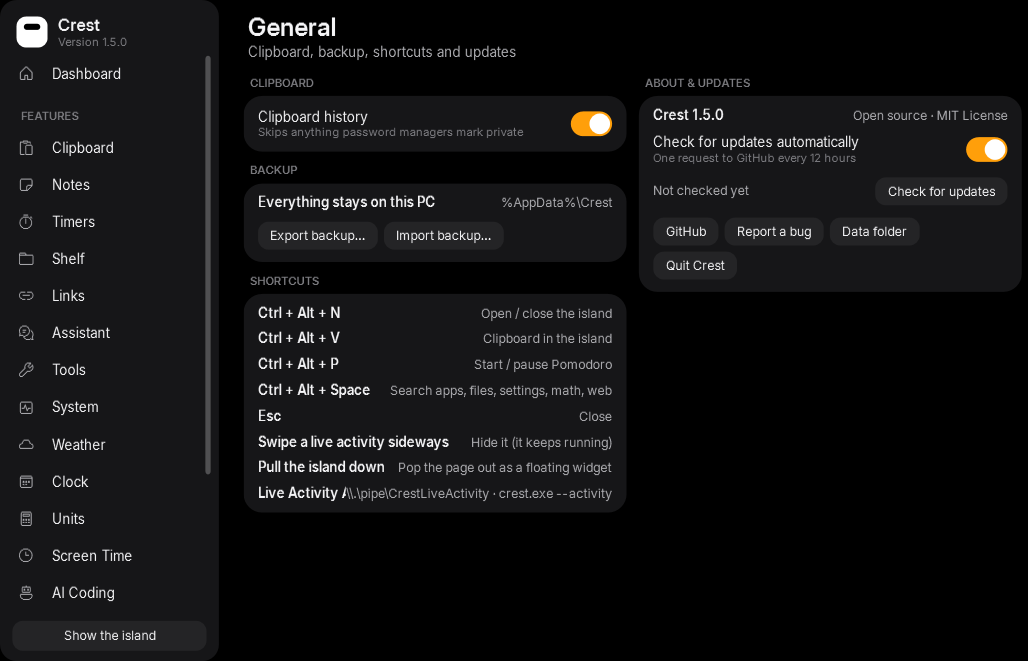 Crest
Version 1.5.0
Dashboard
FEATURES
Clipboard
Notes
Timers
Shelf
Links
Assistant
Tools
System
Weather
Clock
Units
Screen Time
AI Coding
Show the island
General
Clipboard, backup, shortcuts and updates
CLIPBOARD
Clipboard history
Skips anything password managers mark private
BACKUP
Everything stays on this PC %AppData%\Crest
Export backup... Import backup...
SHORTCUTS
Ctrl + Alt + N Open / close the island
Ctrl + Alt + V Clipboard in the island
Ctrl + Alt + P Start / pause Pomodoro
Ctrl + Alt + Space Search apps, files, settings, math, web
Esc Close
Swipe a live activity sideways Hide it (it keeps running)
Pull the island down Pop the page out as a floating widget
Live Activity \\.\pipe\CrestLiveActivity · crest.exe --activity
ABOUT & UPDATES
Crest 1.5.0 Open source · MIT License
Check for updates automatically
One request to GitHub every 12 hours
Not checked yet Check for updates
GitHub Report a bug Data folder
Quit Crest